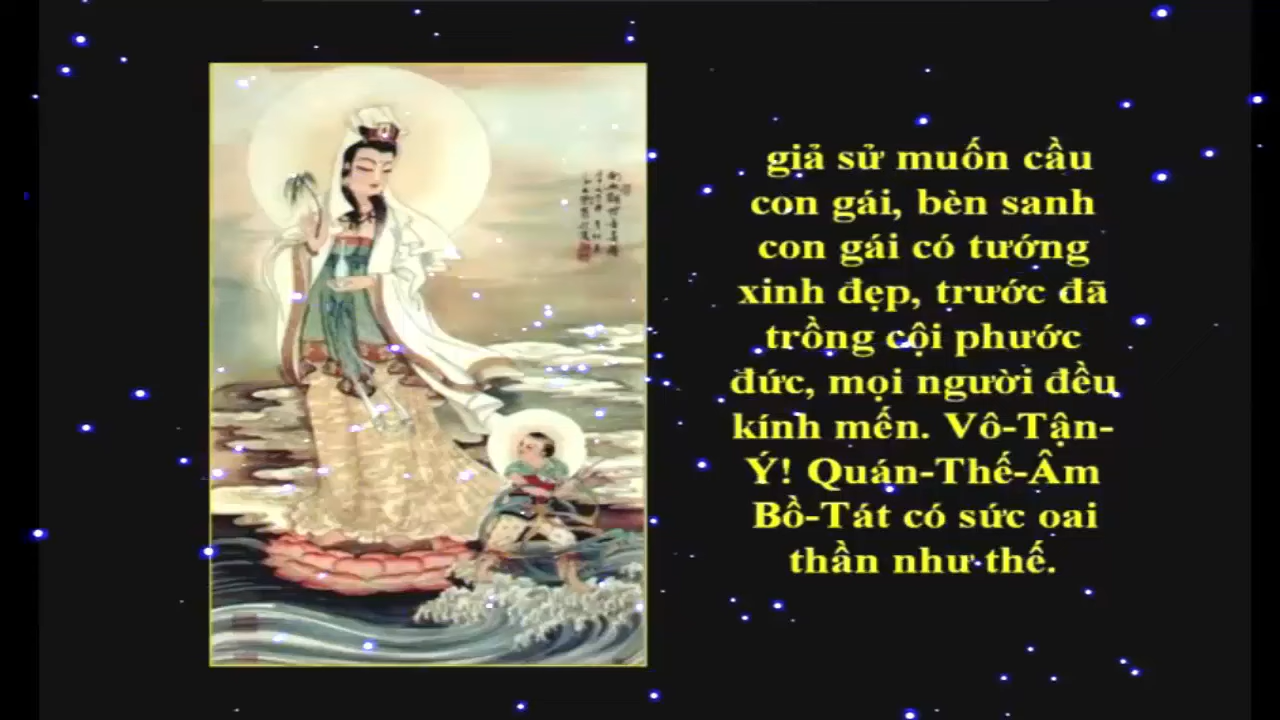 giả sử muốn cầu
con gái, bèn sanh
con gái có tướng
xinh đẹp, trước đã
trồng cội phước
đức, mọi người đều
kính mến. Vô-Tận-
Ý! Quán-Thế-Âm
Bồ-Tát có sức oai
thần như thế.